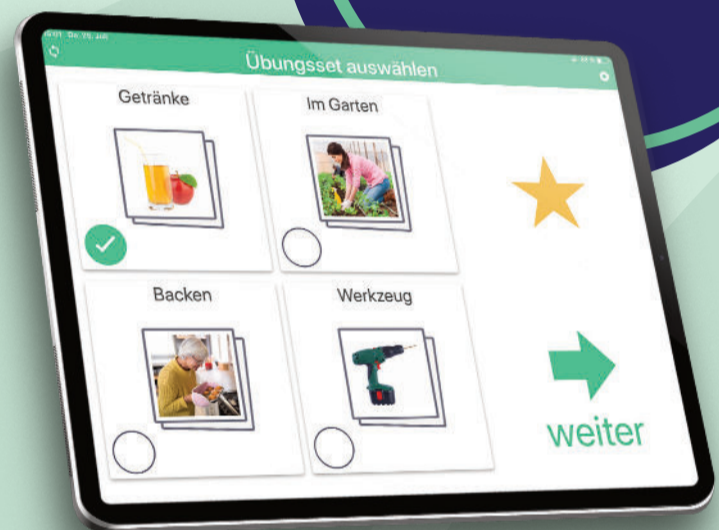 Übungsset auswählen
Getränke
Im Garten
Backen
Werkzeug
weiter